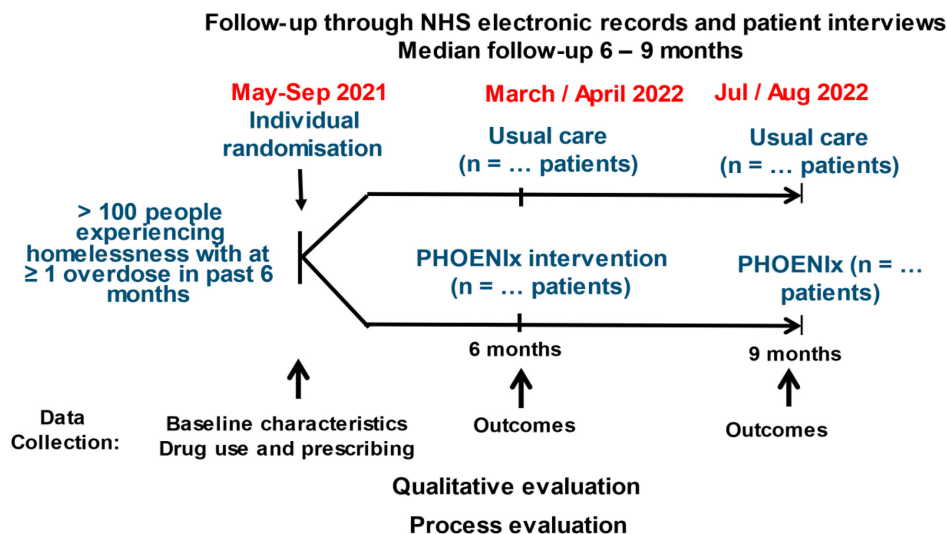 Follow-up through NHS electronic records and patient interviews
Median follow-up 6 – 9 months
May-Sep 2021
Individual
randomisation
March / April 2022
Usual care
(n = … patients)
Jul / Aug 2022
Usual care
(n = … patients)
> 100 people
experiencing
homelessness with at
≥ 1 overdose in past 6
months
PHOENIx intervention
(n = … patients)
PHOENIx (n = …
patients)
6 months
9 months
Data
Collection:
Baseline characteristics
Drug use and prescribing
Outcomes
Outcomes
Qualitative evaluation
Process evaluation